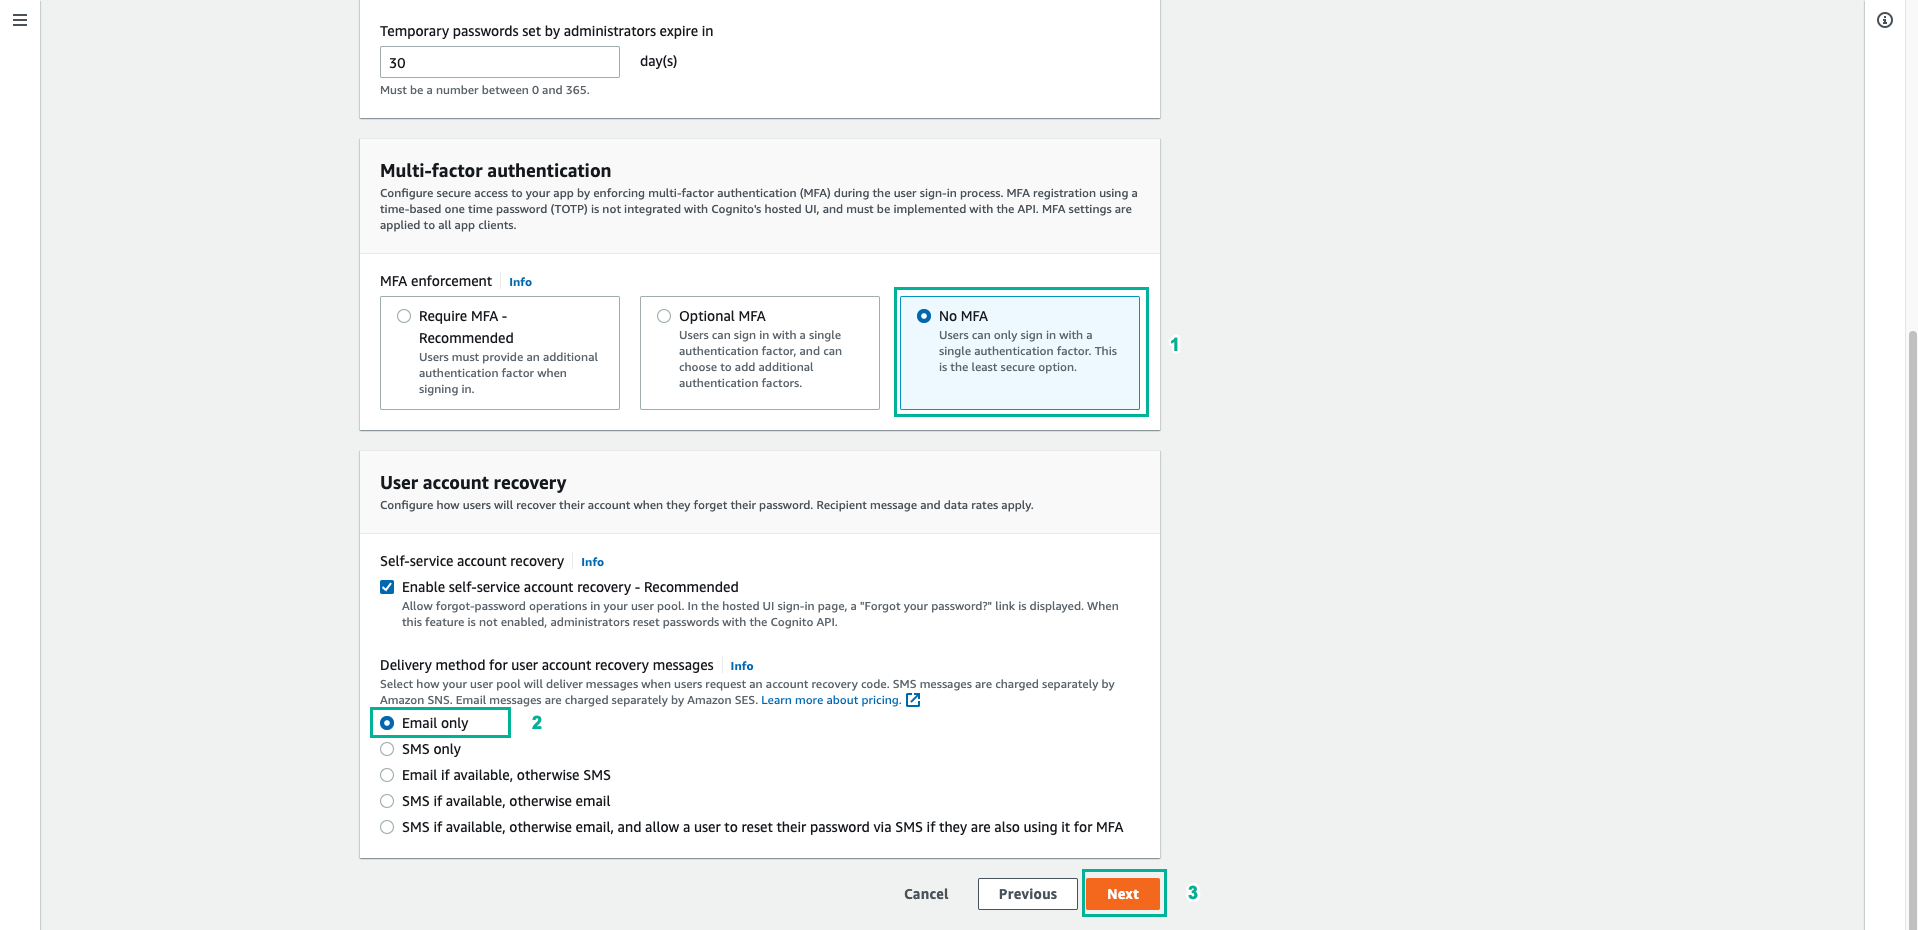 Temporary passwords set by administrators expire in
30
day(s)
Must be a number between 0 and 365.
Multi-factor authentication
Configure secure access to your app by enforcing multi-factor authentication (MFA) during the user sign-in process. MFA registration using a
time-based one time password (TOTP) is not integrated with Cognito's hosted UI, and must be implemented with the API. MFA settings are
applied to all app clients.
MFA enforcement
Info
Require MFA -
Recommended
Users must provide an additional
authentication factor when
signing in.
Optional MFA
Users can sign in with a single
authentication factor, and can
choose to add additional
authentication factors.
No MFA
Users can only sign in with a
single authentication factor. This
is the least secure option.
1
User account recovery
Configure how users will recover their account when they forget their password. Recipient message and data rates apply.
Self-service account recovery
Info
Enable self-service account recovery - Recommended
Allow forgot-password operations in your user pool. In the hosted UI sign-in page, a "Forgot your password?" link is displayed. When
this feature is not enabled, administrators reset passwords with the Cognito API.
Delivery method for user account recovery messages
Info
Select how your user pool will deliver messages when users request an account recovery code. SMS messages are charged separately by
Amazon SNS. Email messages are charged separately by Amazon SES. Learn more about pricing.
Email only
2
SMS only
Email if available, otherwise SMS
SMS if available, otherwise email
SMS if available, otherwise email, and allow a user to reset their password via SMS if they are also using it for MFA
Cancel
Previous
Next
3